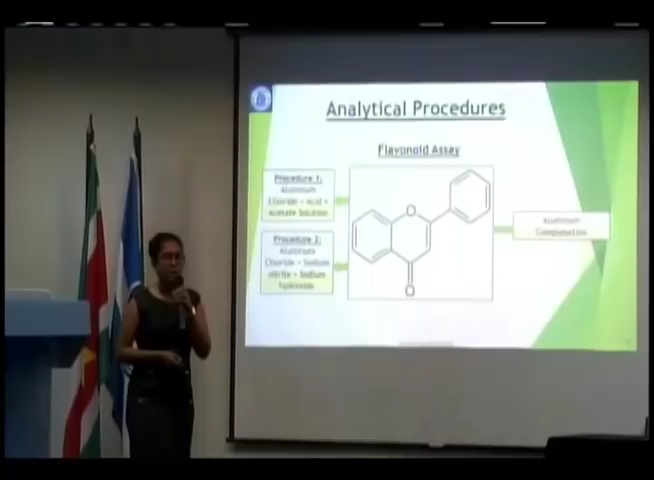 Analytical Procedures
Flavonoid Assay
Procedure 1:
Aluminum
Chloride + Acid +
Acetate Solution
Procedure 2:
Aluminum
Chloride + Sodium
nitrite + Sodium
hydroxide
O
O
Aluminum